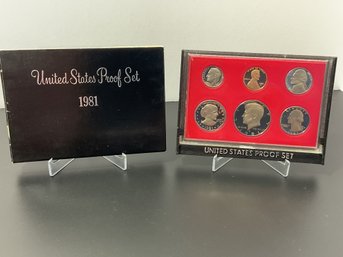 United States Proof Set
1981
UNITED STATES PROOF SET